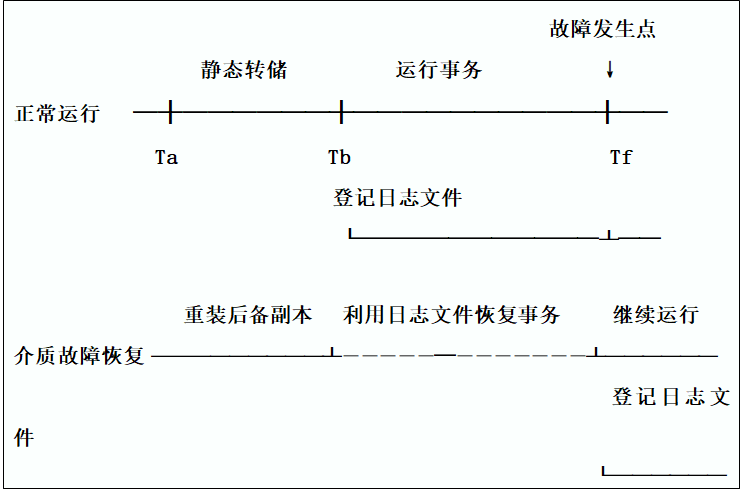 故障发生点
静态转储 运行事务 ↓
正常运行
Ta Tb Tf
登记日志文件
重装后备副本 利用日志文件恢复事务 继续运行
介质故障恢复
登记日志文
件